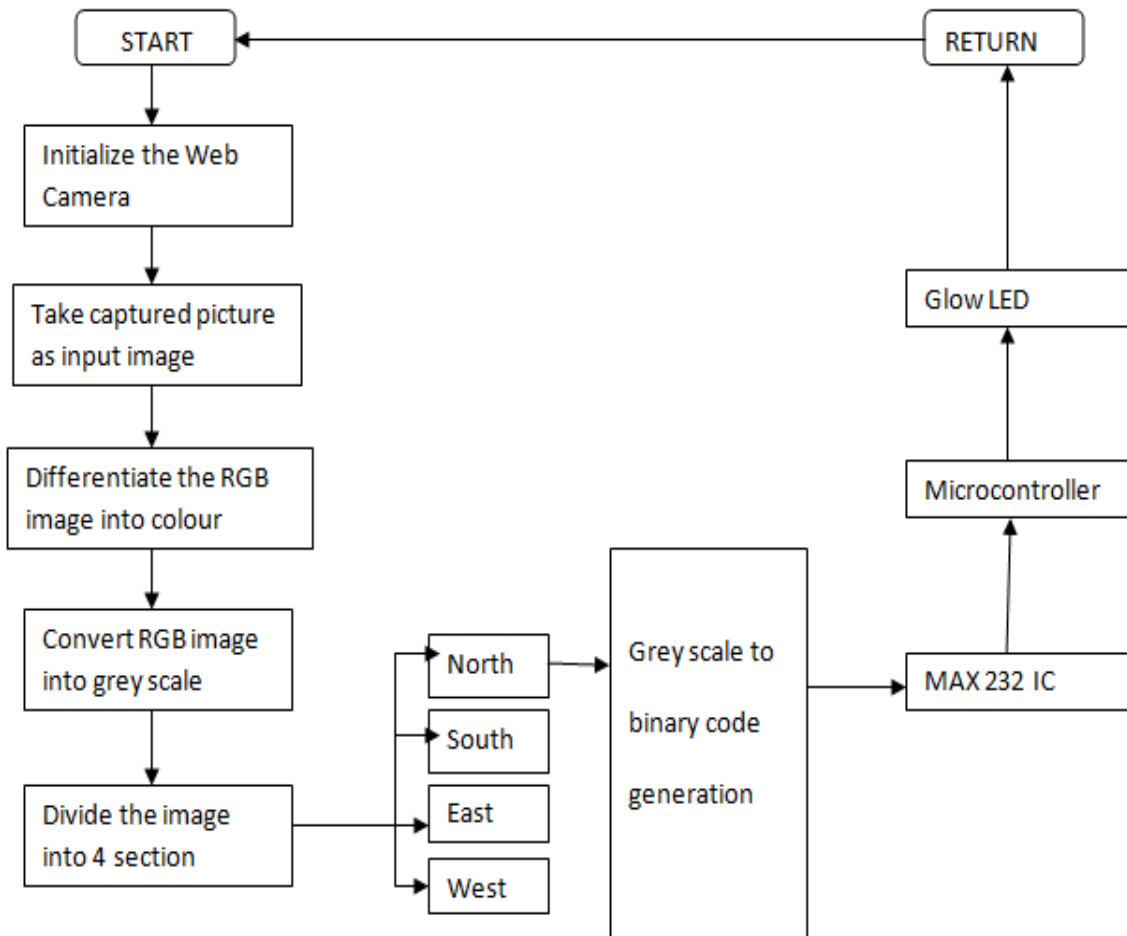 START
RETURN
Initialize the Web
Camera
Take captured picture
as input image
Differentiate the RGB
image into colour
Convert RGB image
into grey scale
Divide the image
into 4 section
North
South
East
West
Grey scale to
binary code
generation
MAX 232 IC
Microcontroller
Glow LED